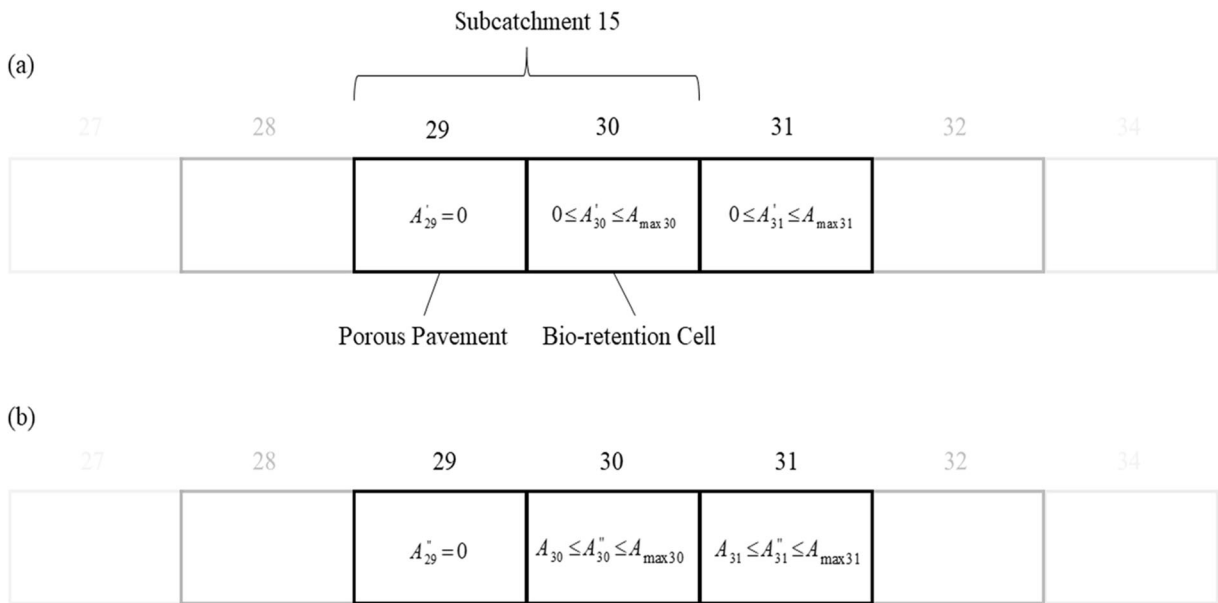 Subcatchment 15
(a)
27 28 29 30 31 32 34
A'29=0 0≤A'30≤Amax30 0≤A'31≤Amax31
Porous Pavement Bio-retention Cell
(b)
27 28 29 30 31 32 34
A"29=0 A30≤A"30≤Amax30 A31≤A"31≤Amax31